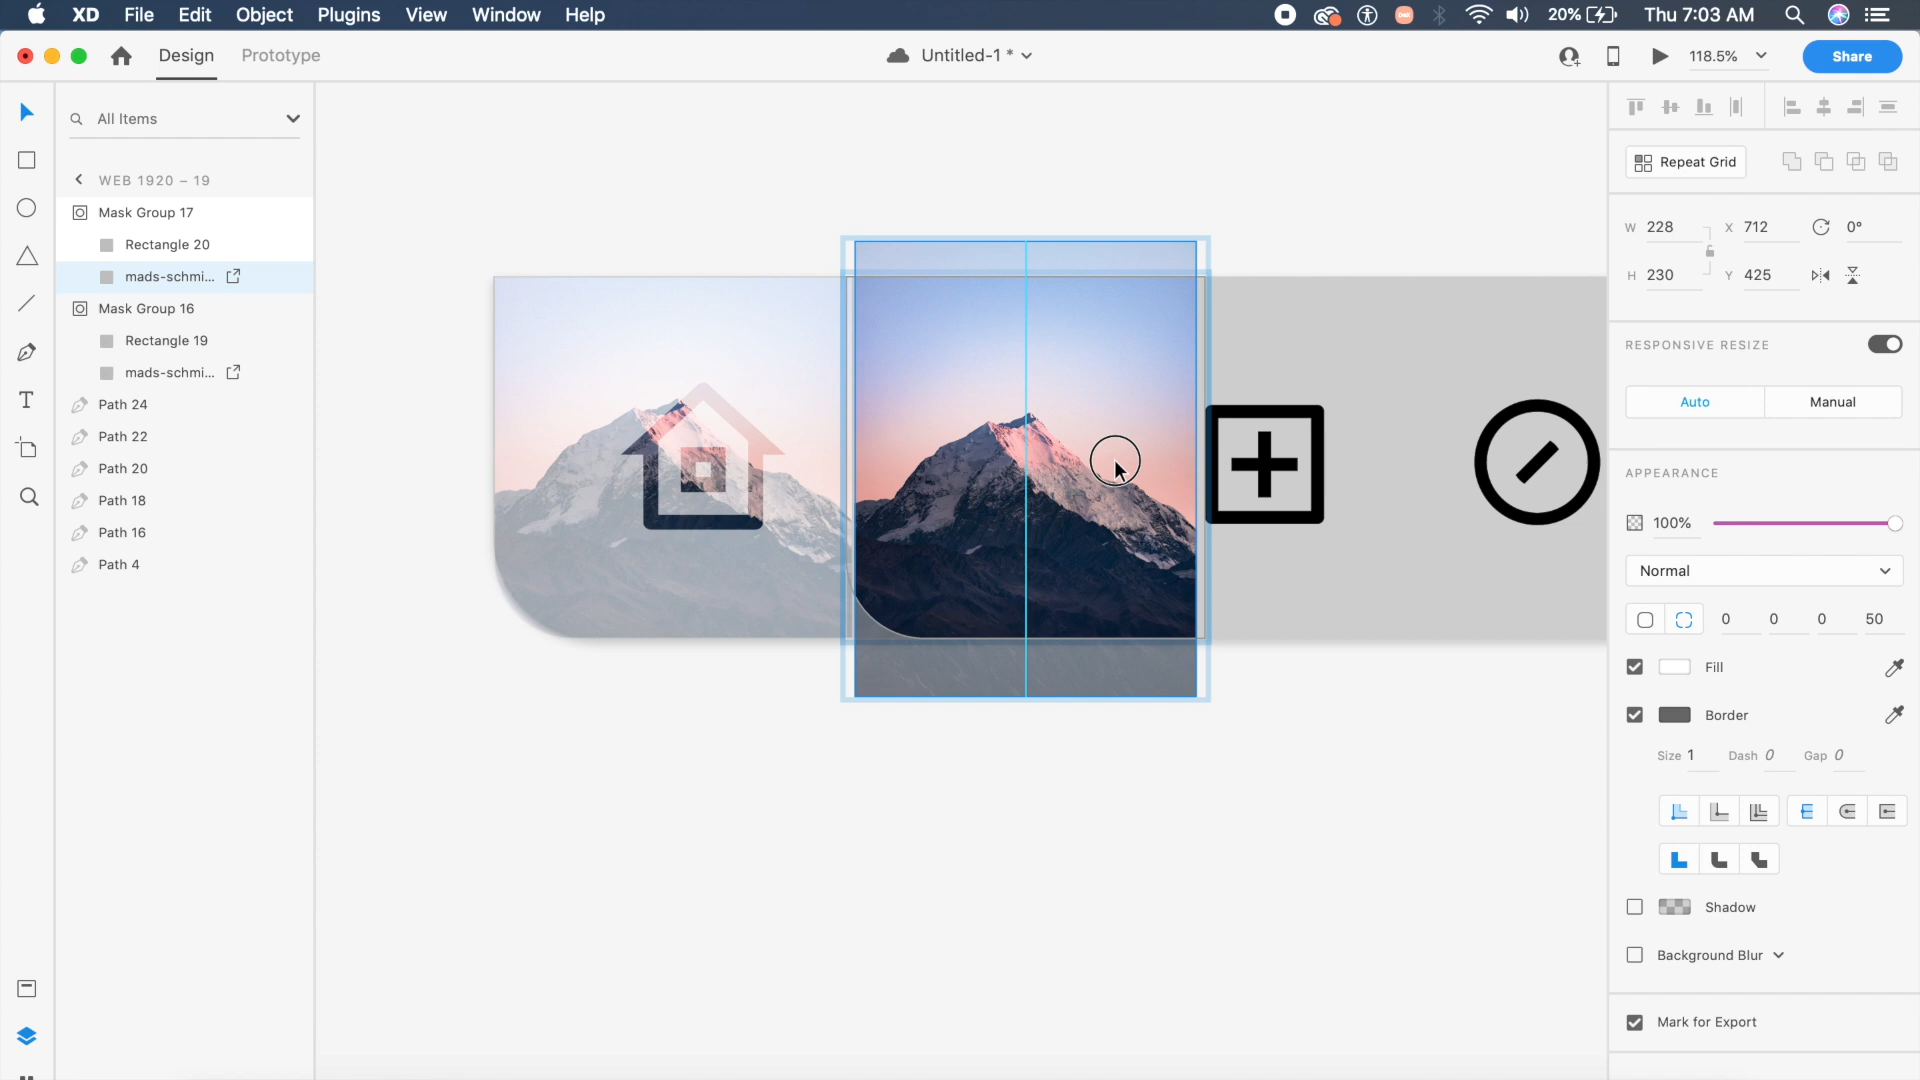 XD File Edit Object Plugins View Window Help 20% Thu 7:03 AM
Design Prototype Untitled-1 * 118.5% Share
All Items
WEB 1920 – 19
Mask Group 17
Rectangle 20
mads-schmi...
Mask Group 16
Rectangle 19
mads-schmi...
Path 24
Path 22
Path 20
Path 18
Path 16
Path 4
Repeat Grid
W 228 X 712 0°
H 230 Y 425
RESPONSIVE RESIZE
Auto Manual
APPEARANCE
100%
Normal
0 0 0 50
Fill
Border
Size 1 Dash 0 Gap 0
Shadow
Background Blur
Mark for Export